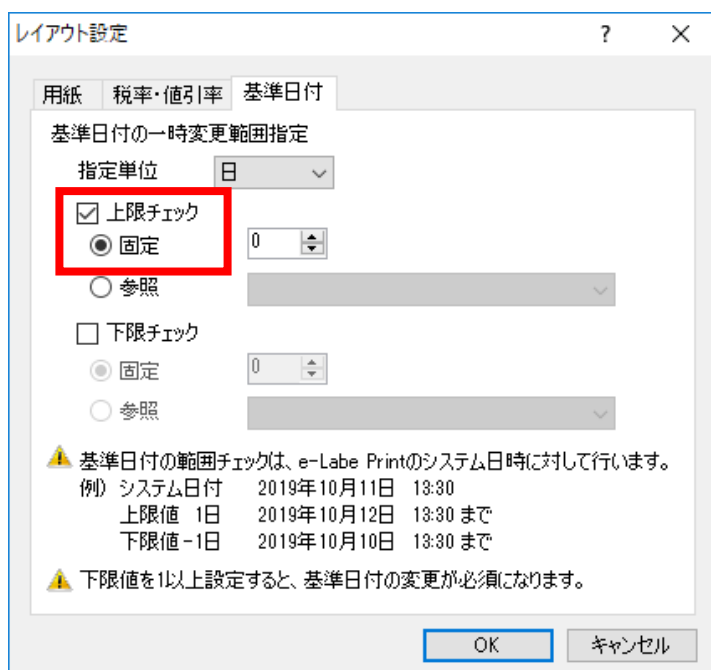 レイアウト設定 ?
用紙 税率・値引率 基準日付
基準日付の一時変更範囲指定
指定単位 日
上限チェック
固定 0
参照
下限チェック
固定 0
参照
基準日付の範囲チェックは、e-Labe Printのシステム日時に対して行います。
例) システム日付 2019年10月11日 13:30
上限値 1日 2019年10月12日 13:30 まで
下限値-1日 2019年10月10日 13:30 まで
下限値を1以上設定すると、基準日付の変更が必須になります。
OK キャンセル